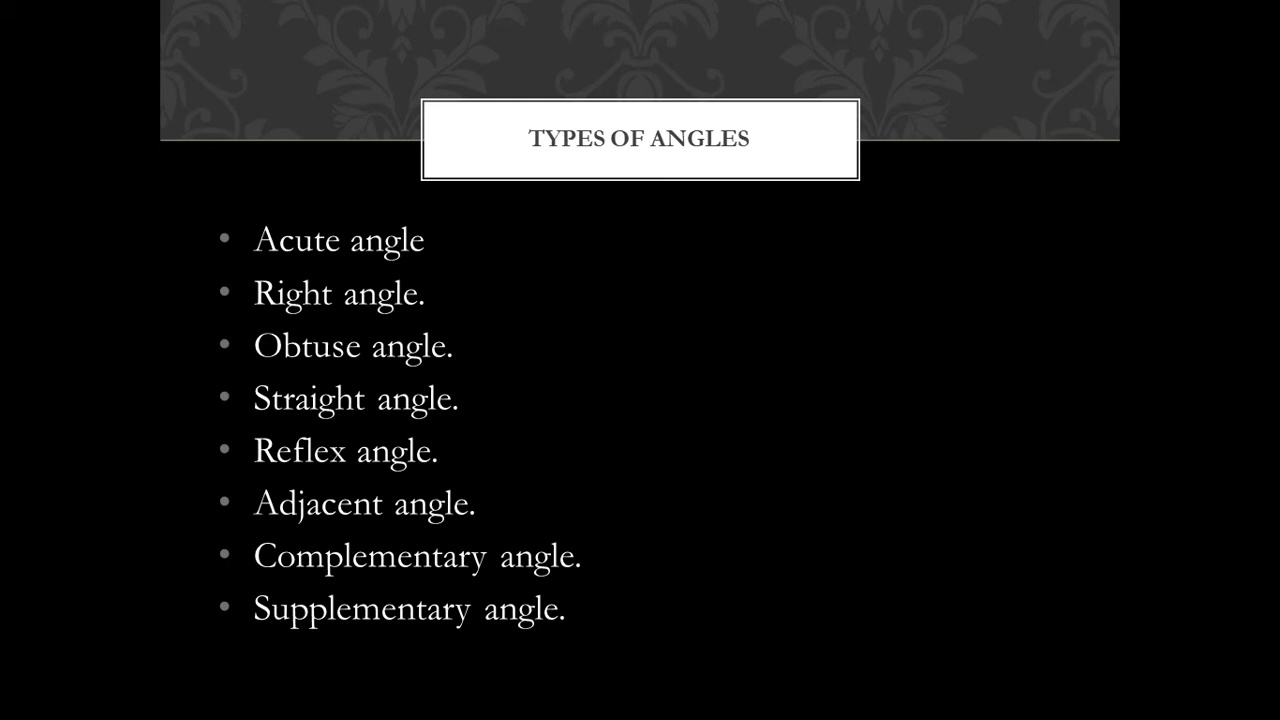 TYPES OF ANGLES
• Acute angle
• Right angle.
• Obtuse angle.
• Straight angle.
• Reflex angle.
• Adjacent angle.
• Complementary angle.
• Supplementary angle.